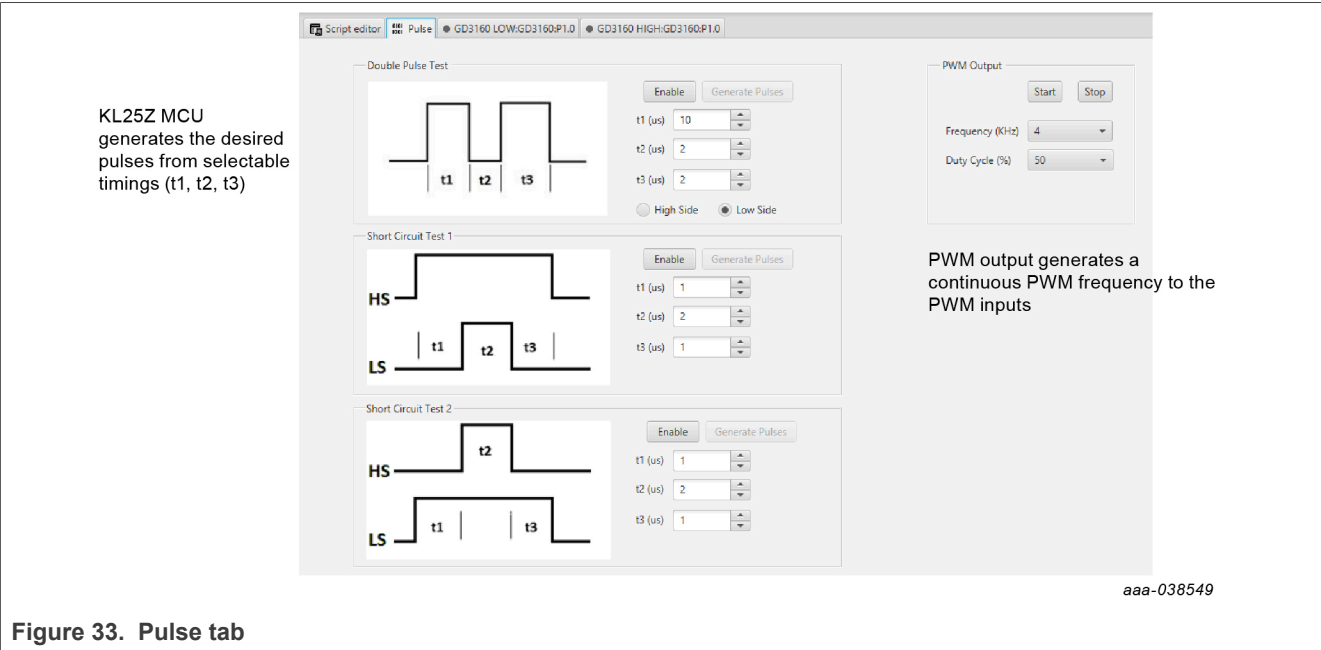 Script editor
Pulse
GD3160 LOW:GD3160:P1.0
GD3160 HIGH:GD3160:P1.0
KL25Z MCU
generates the desired
pulses from selectable
timings (t1, t2, t3)
Double Pulse Test
t1 t2 t3
Enable Generate Pulses
t1 (us) 10
t2 (us) 2
t3 (us) 2
High Side Low Side
Short Circuit Test 1
HS
t1 t2 t3
LS
Enable Generate Pulses
t1 (us) 1
t2 (us) 2
t3 (us) 1
Short Circuit Test 2
t2
HS
t1 t3
LS
Enable Generate Pulses
t1 (us) 1
t2 (us) 2
t3 (us) 1
PWM Output
Start Stop
Frequency (KHz) 4
Duty Cycle (%) 50
PWM output generates a
continuous PWM frequency to the
PWM inputs
aaa-038549
Figure 33. Pulse tab